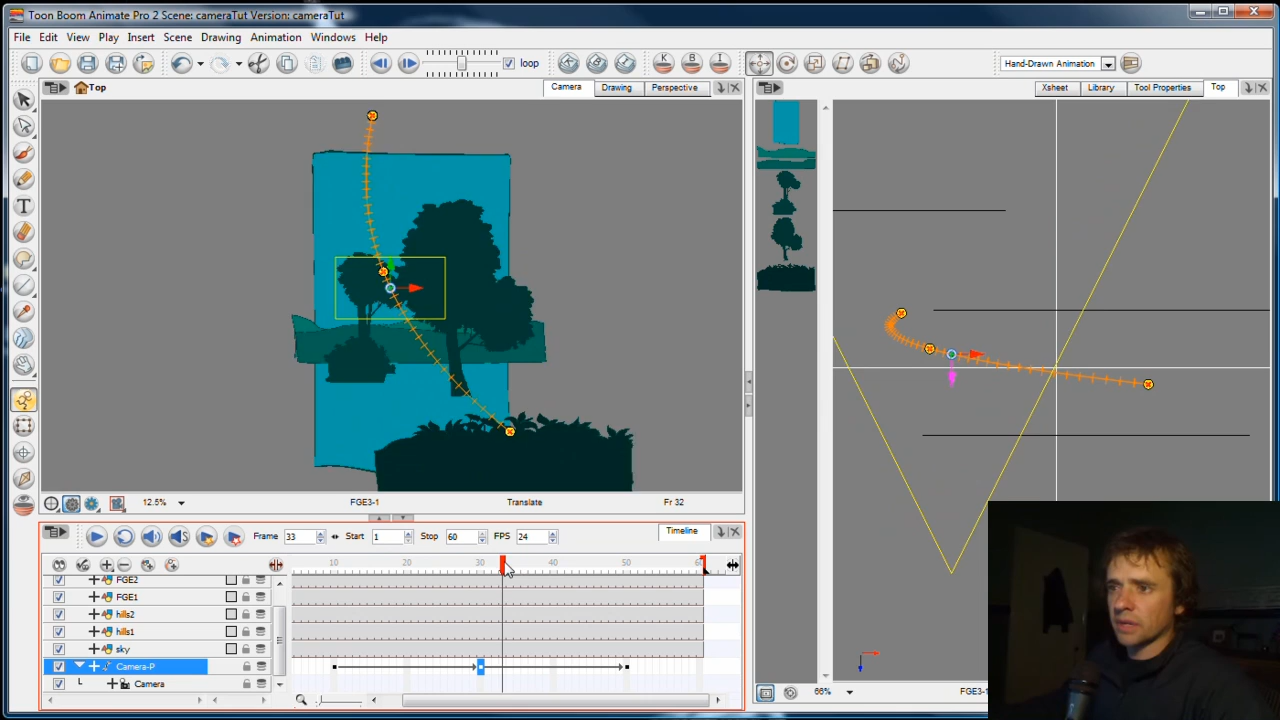 Toon Boom Animate Pro 2 Scene: cameraTut Version: cameraTut
File Edit View Play Insert Scene Drawing Animation Windows Help
loop K B I Hand-Drawn Animation
Top Camera Drawing Perspective Xsheet Library Tool Properties Top
T
12.5% FGE3-1 Translate Fr 32
Timeline
Frame 33 Start 1 Stop 60 FPS 24
10 20 30 40 50 60
FGE2
FGE1
hills2
hills1
sky
Camera-P
Camera
66% FGE3-1